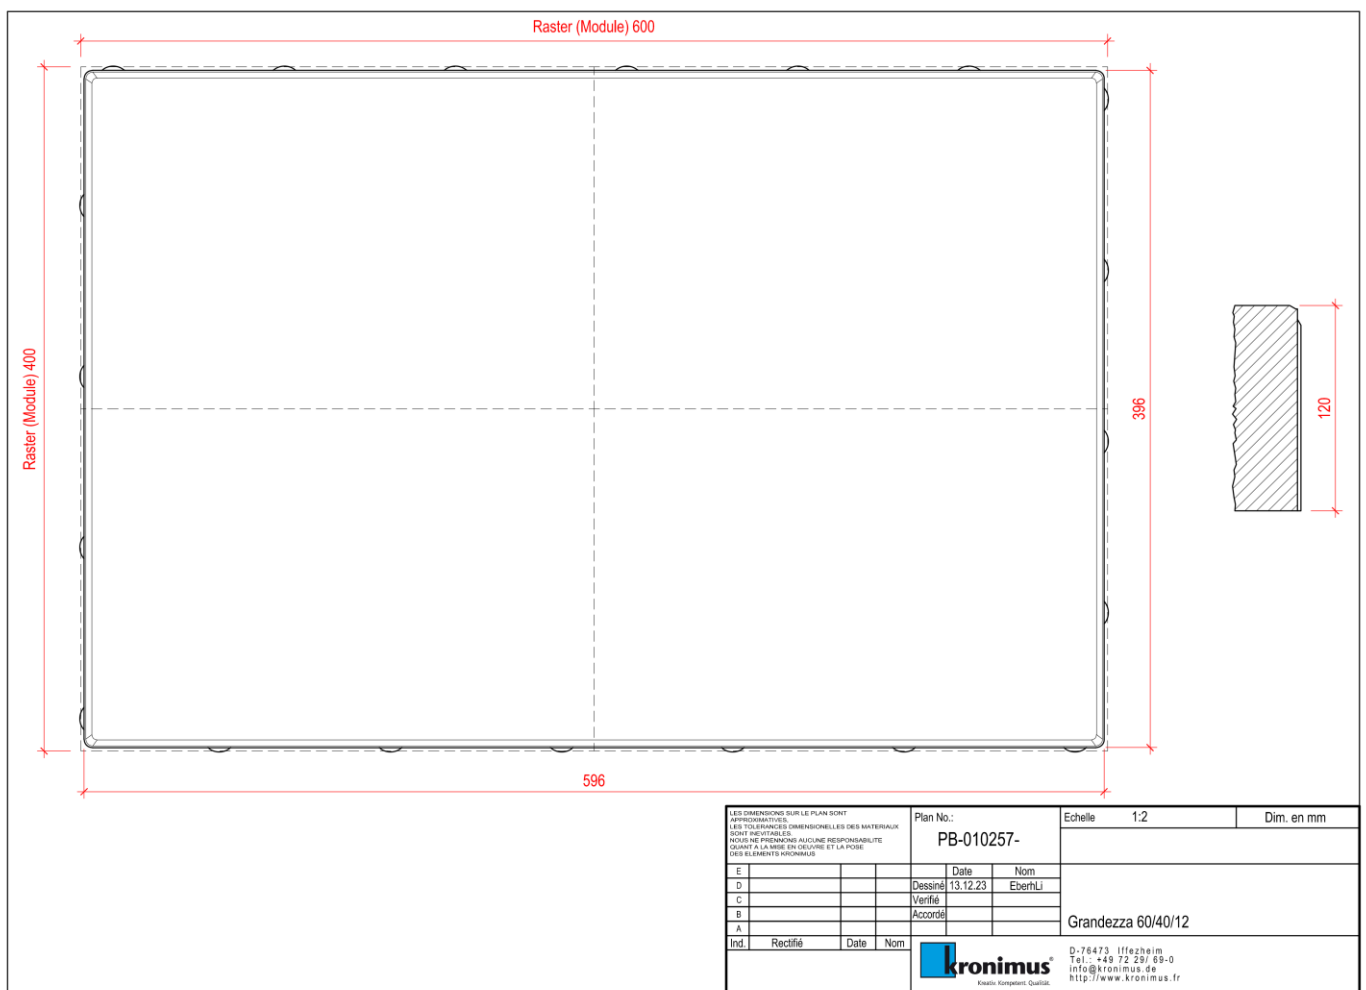 Raster (Module) 600
Raster (Module) 400
396
120
596
LES DIMENSIONS SUR LE PLAN SONT
APPROXIMATIVES,
LES TOLERANCES DIMENSIONELLES DES MATERIAUX
SONT INEVITABLES.
NOUS NE PRENNONS AUCUNE RESPONSABILITE
QUANT A LA MISE EN OEUVRE ET LA POSE
DES ELEMENTS KRONIMUS
Plan No.:
PB-010257-
Echelle 1:2
Dim. en mm
E
D
C
B
A
Ind. Rectifié Date Nom
Date Nom
Dessiné 13.12.23 EberhLi
Verifié
Accordé
Grandezza 60/40/12
kronimus®
Kreativ. Kompetent. Qualität.
D-76473 Iffezheim
Tel.: +49 72 29/ 69-0
info@kronimus.de
http://www.kronimus.fr